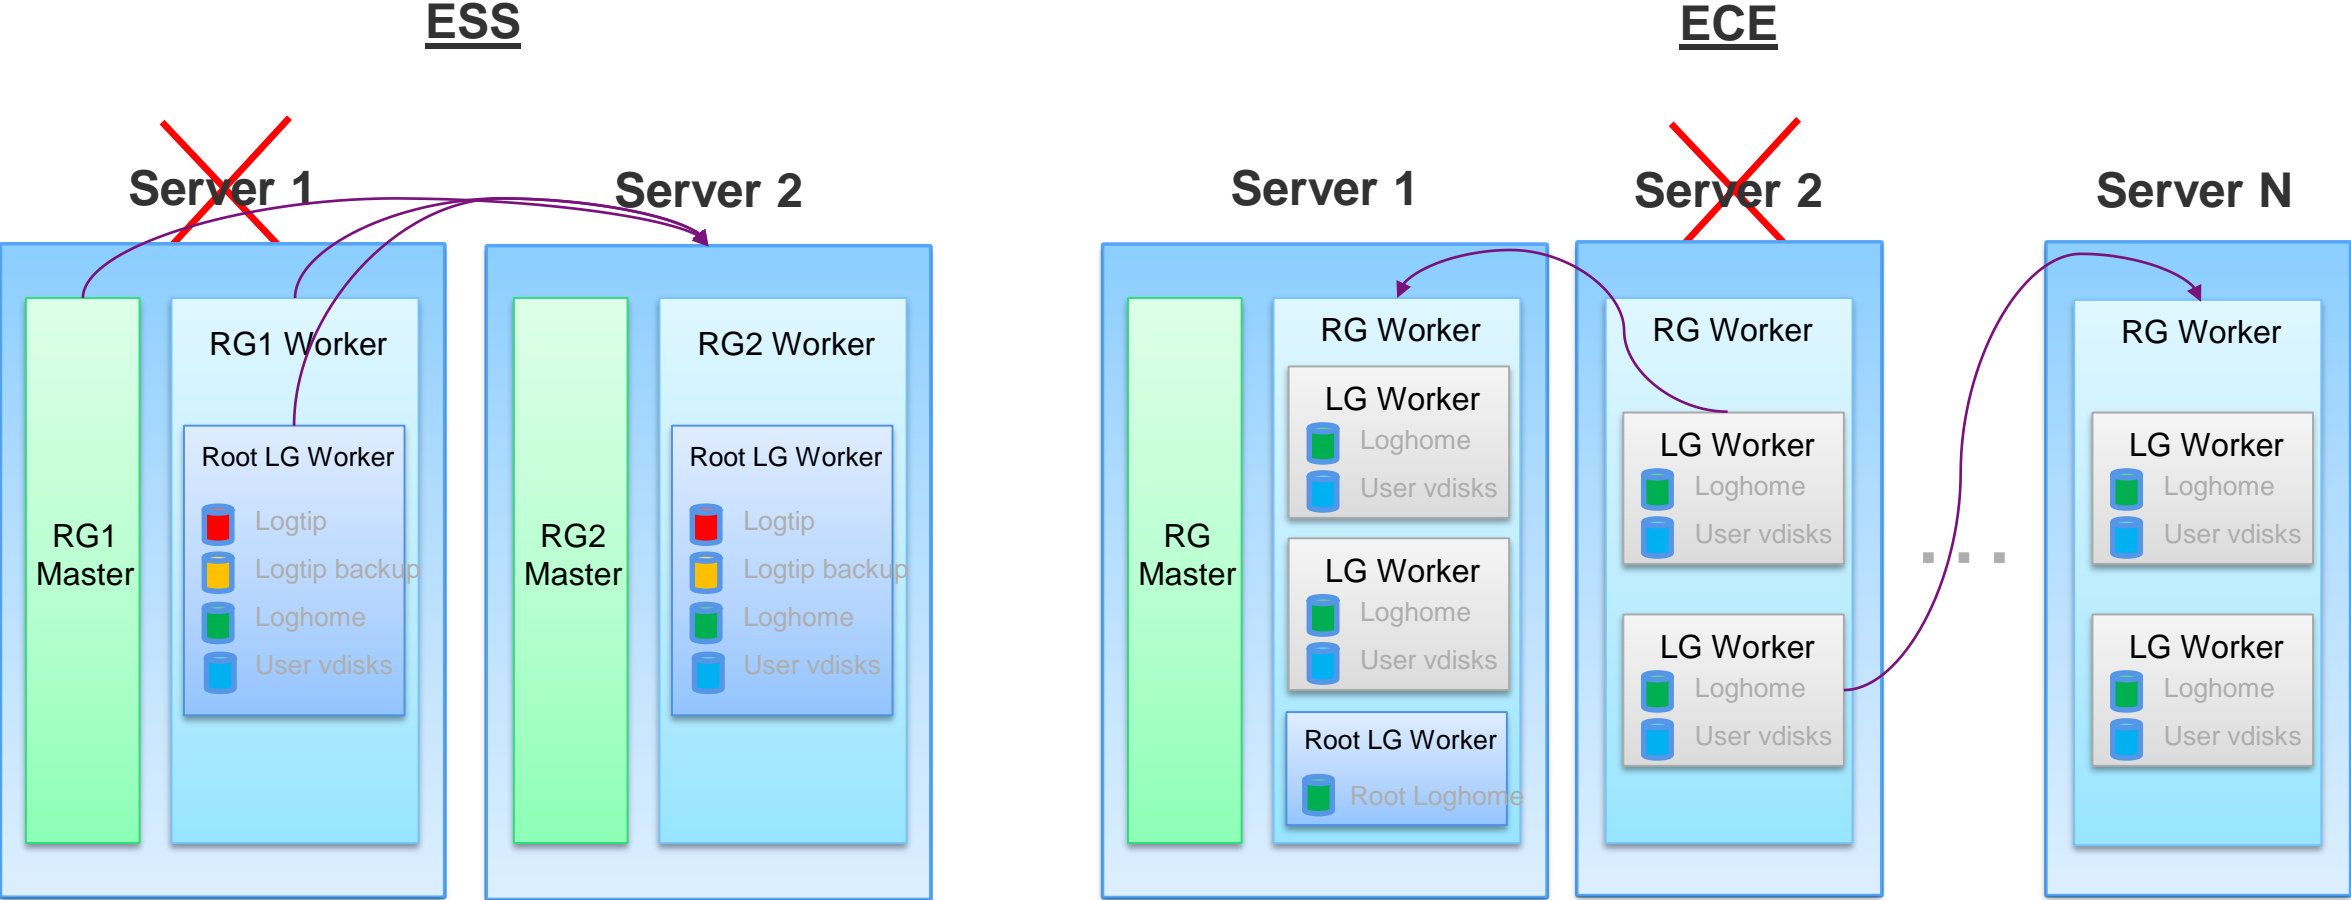 ESS
Server 1
Server 2
RG1
Master
RG1 Worker
Root LG Worker
Logtip
Logtip backup
Loghome
User vdisks
RG2
Master
RG2 Worker
Root LG Worker
Logtip
Logtip backup
Loghome
User vdisks
ECE
Server 1
Server 2
Server N
RG
Master
RG Worker
LG Worker
Loghome
User vdisks
LG Worker
Loghome
User vdisks
Root LG Worker
Root Loghome
RG Worker
LG Worker
Loghome
User vdisks
LG Worker
Loghome
User vdisks
...
RG Worker
LG Worker
Loghome
User vdisks
LG Worker
Loghome
User vdisks